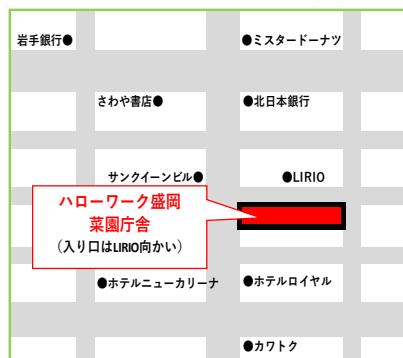 岩手銀行●
●ミスタードーナツ
さわや書店●
●北日本銀行
サンクイーンビル●
●LIRIO
ハローワーク盛岡
菜園庁舎
（入り口はLIRIO向かい）
●ホテルニューカリーナ
●ホテルロイヤル
●カワトク